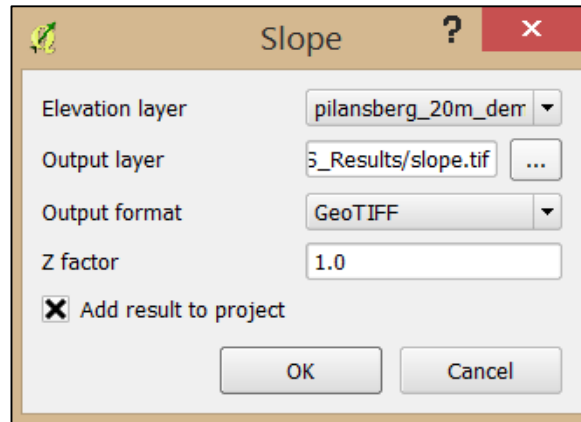 Slope ?
Elevation layer pilansberg_20m_dem
Output layer S_Results/slope.tif ...
Output format GeoTIFF
Z factor 1.0
Add result to project
OK Cancel